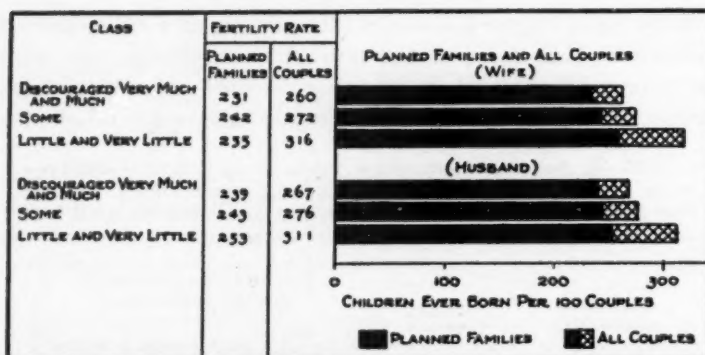 CLASS FERTILITY RATE
PLANNED FAMILIES ALL COUPLES
PLANNED FAMILIES AND ALL COUPLES
(WIFE)
DISCOURAGED VERY MUCH
AND MUCH 231 260
SOME 242 272
LITTLE AND VERY LITTLE 255 316
(HUSBAND)
DISCOURAGED VERY MUCH
AND MUCH 239 267
SOME 243 276
LITTLE AND VERY LITTLE 253 311
0 100 200 300
CHILDREN EVER BORN PER 100 COUPLES
PLANNED FAMILIES ALL COUPLES